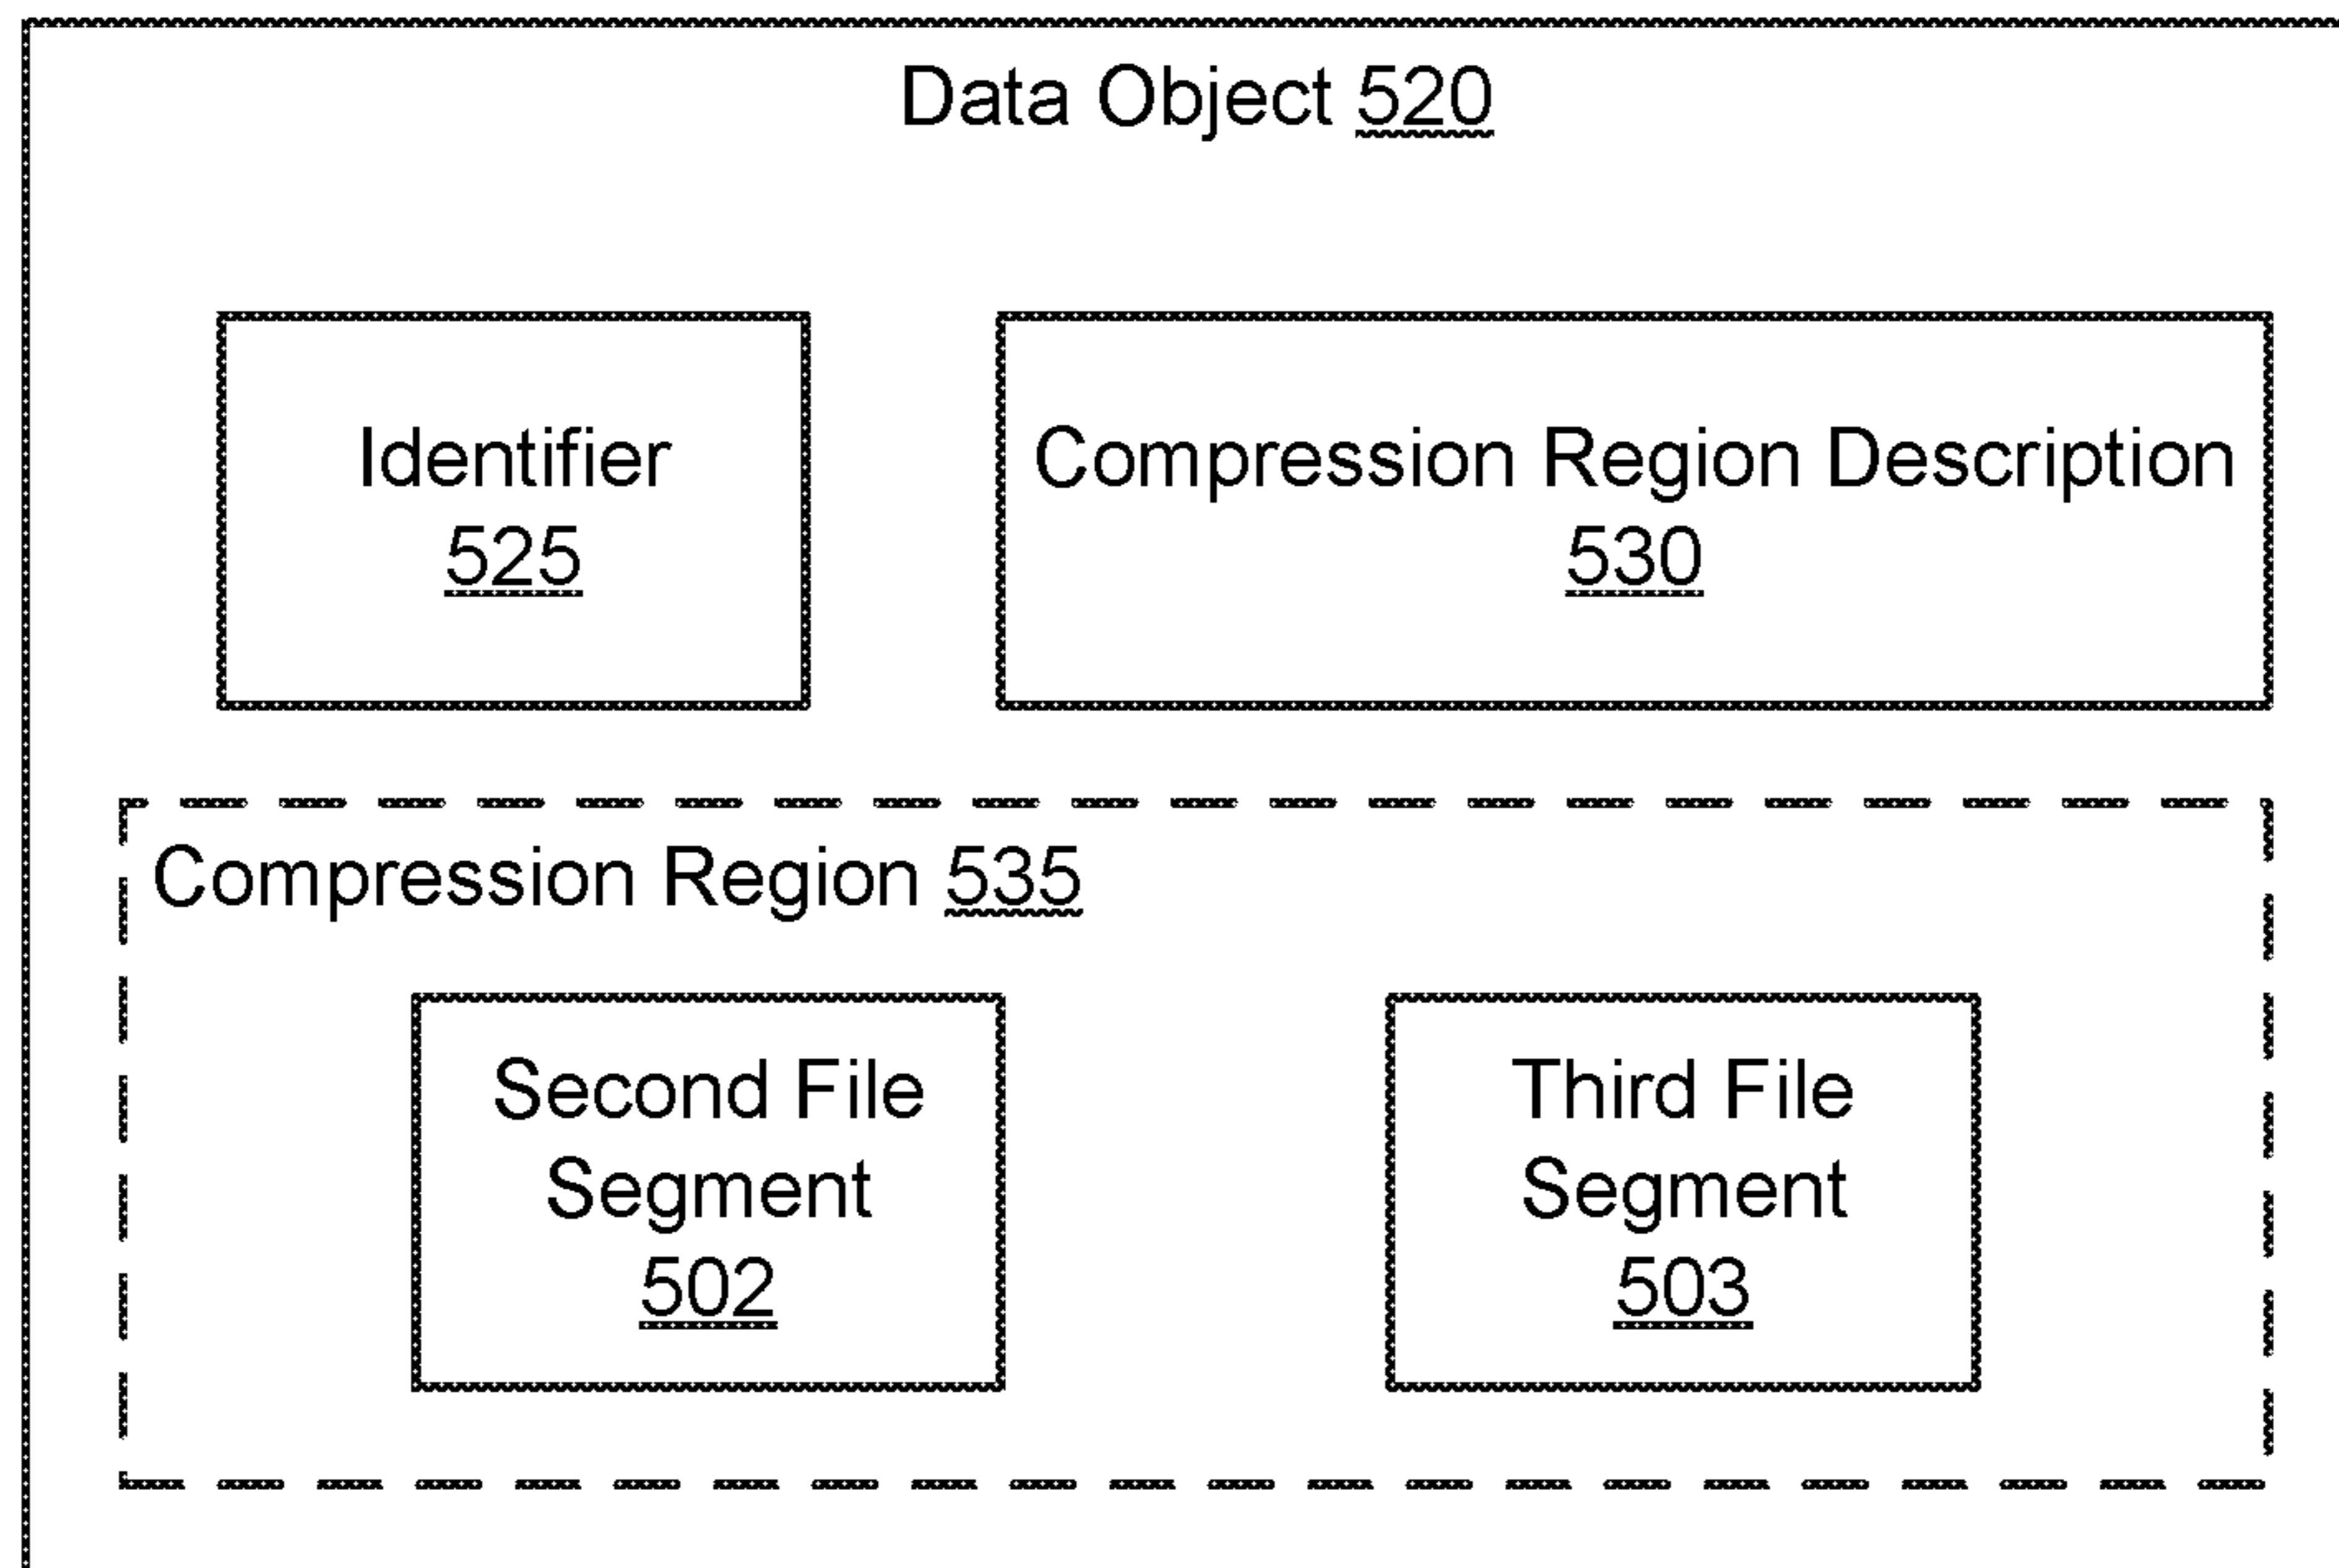 Data Object 520
Identifier
525
Compression Region Description
530
Compression Region 535
Second File
Segment
502
Third File
Segment
503